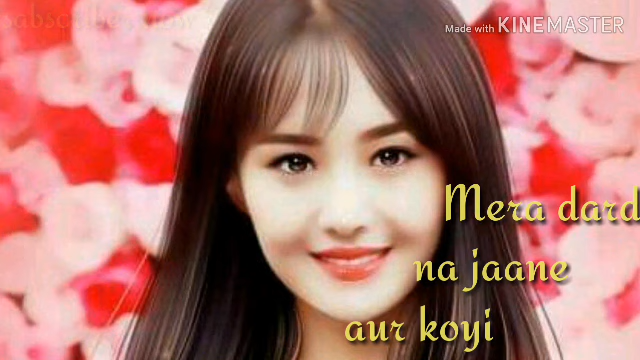 Made with KINEMASTER
Mera dard
na jaane
aur koyi